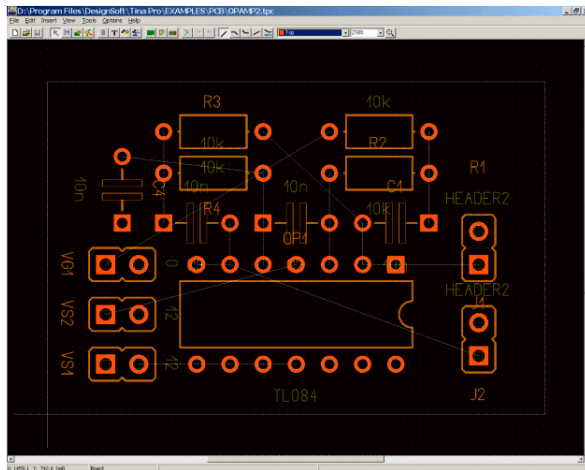 D:\Program Files\DesignSoft\Tina Pro\EXAMPLES\PCB\OPAMP2.tpc
File Edit Insert View Tools Options Help
Top
R3
10k
10k
10k
R2
10k
R1
10n
C4
10n
10n
C1
HEADER2
R4
10k
OP1
VG1
0
HEADER2
J1
VS2
12
VS1
12
TL084
J2
Board